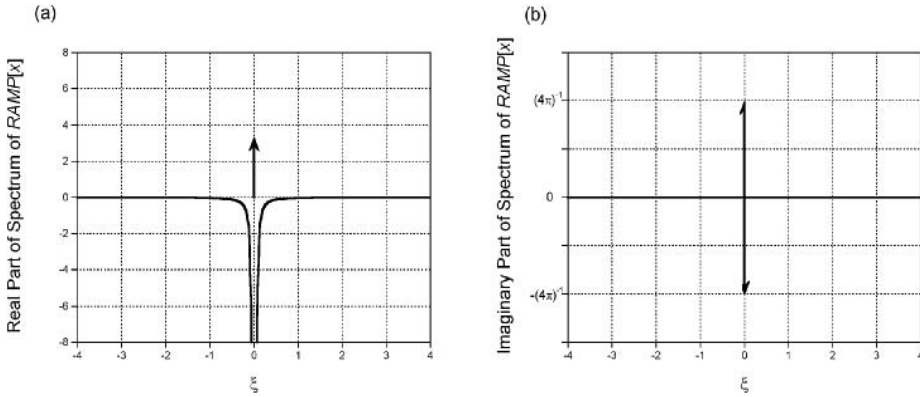 (a)
Real Part of Spectrum of RAMP[x]
8
6
4
2
0
-2
-4
-6
-8
-4 -3 -2 -1 0 1 2 3 4
ξ
(b)
Imaginary Part of Spectrum of RAMP[x]
(4π)⁻¹
0
-(4π)⁻¹
-4 -3 -2 -1 0 1 2 3 4
ξ